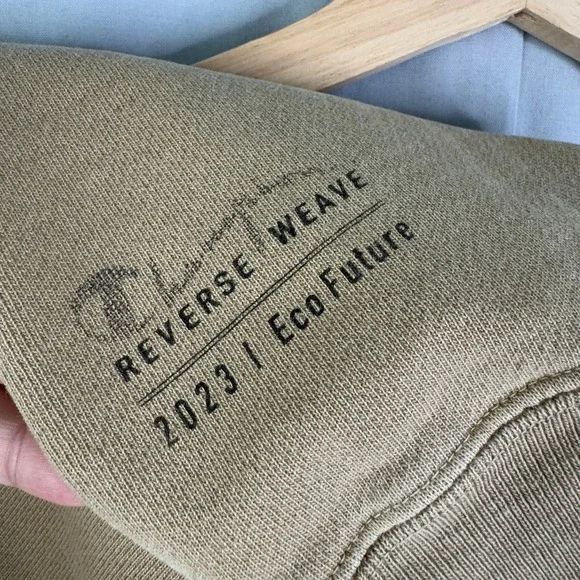 Champion
REVERSE WEAVE
2023 | Eco Future